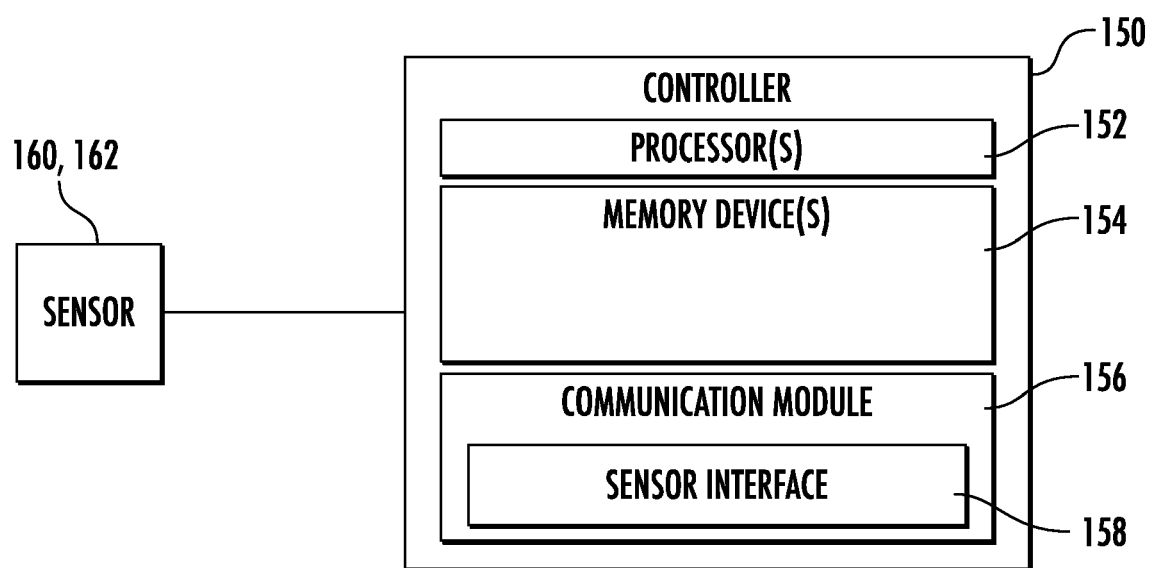 150
CONTROLLER
PROCESSOR(S)
152
160, 162
MEMORY DEVICE(S)
154
SENSOR
COMMUNICATION MODULE
156
SENSOR INTERFACE
158